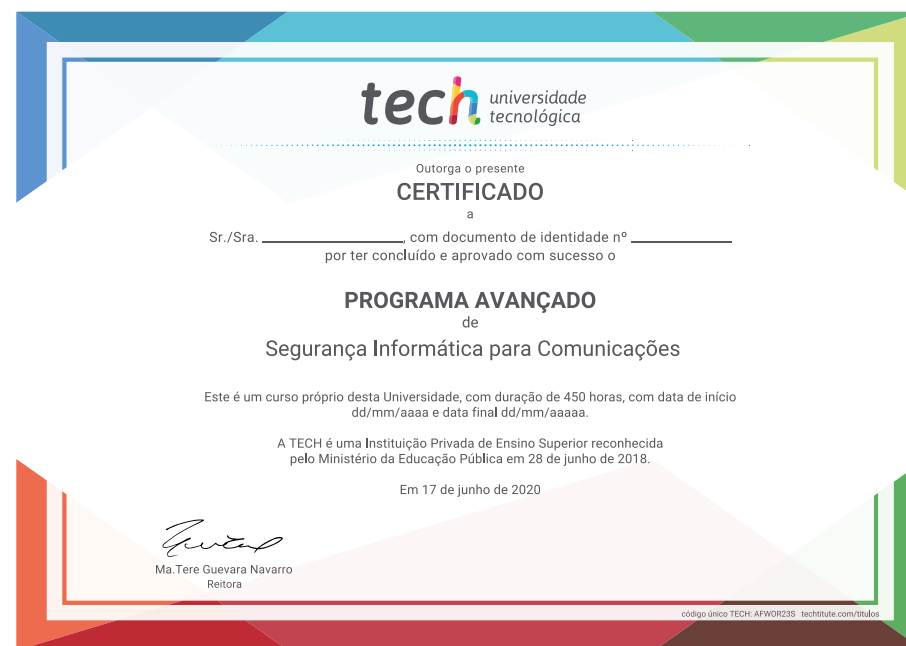 tech universidade
tecnológica
Outorga o presente
CERTIFICADO
a
Sr./Sra. ____________, com documento de identidade nº ____________
por ter concluído e aprovado com sucesso o
PROGRAMA AVANÇADO
de
Segurança Informática para Comunicações
Este é um curso próprio desta Universidade, com duração de 450 horas, com data de início
dd/mm/aaaa e data final dd/mm/aaaaa.
A TECH é uma Instituição Privada de Ensino Superior reconhecida
pelo Ministério da Educação Pública em 28 de junho de 2018.
Em 17 de junho de 2020
Ma.Tere Guevara Navarro
Reitora
código único TECH: AFWOR23S techtitute.com/titulos